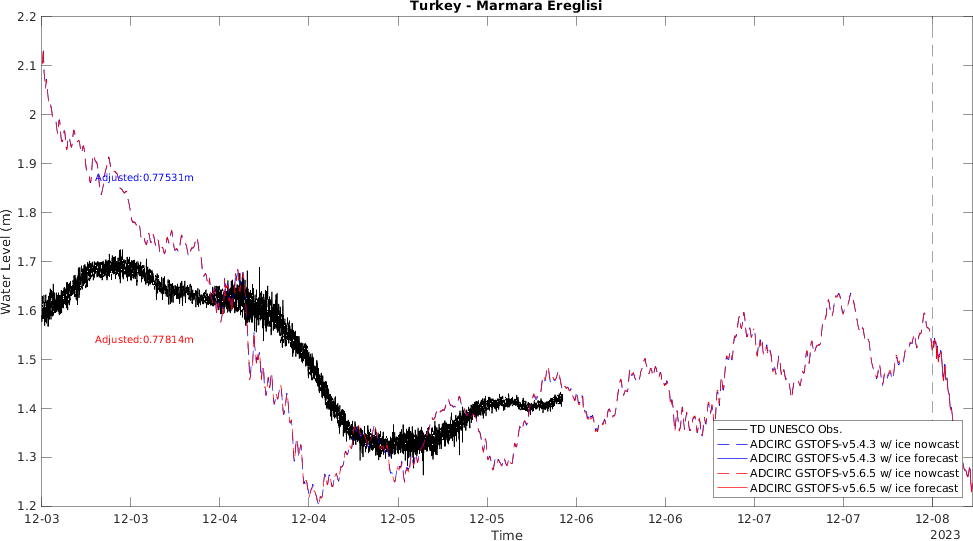 Turkey - Marmara Ereglisi
2.2
2.1
2
1.9
1.8
1.7
1.6
1.5
1.4
1.3
1.2
Water Level (m)
Adjusted:0.77531m
Adjusted:0.77814m
TD UNESCO Obs.
ADCIRC GSTOFS-v5.4.3 w/ ice nowcast
ADCIRC GSTOFS-v5.4.3 w/ ice forecast
ADCIRC GSTOFS-v5.6.5 w/ ice nowcast
ADCIRC GSTOFS-v5.6.5 w/ ice forecast
12-03 12-03 12-04 12-04 12-05 12-05 12-06 12-06 12-07 12-07 12-08
2023
Time